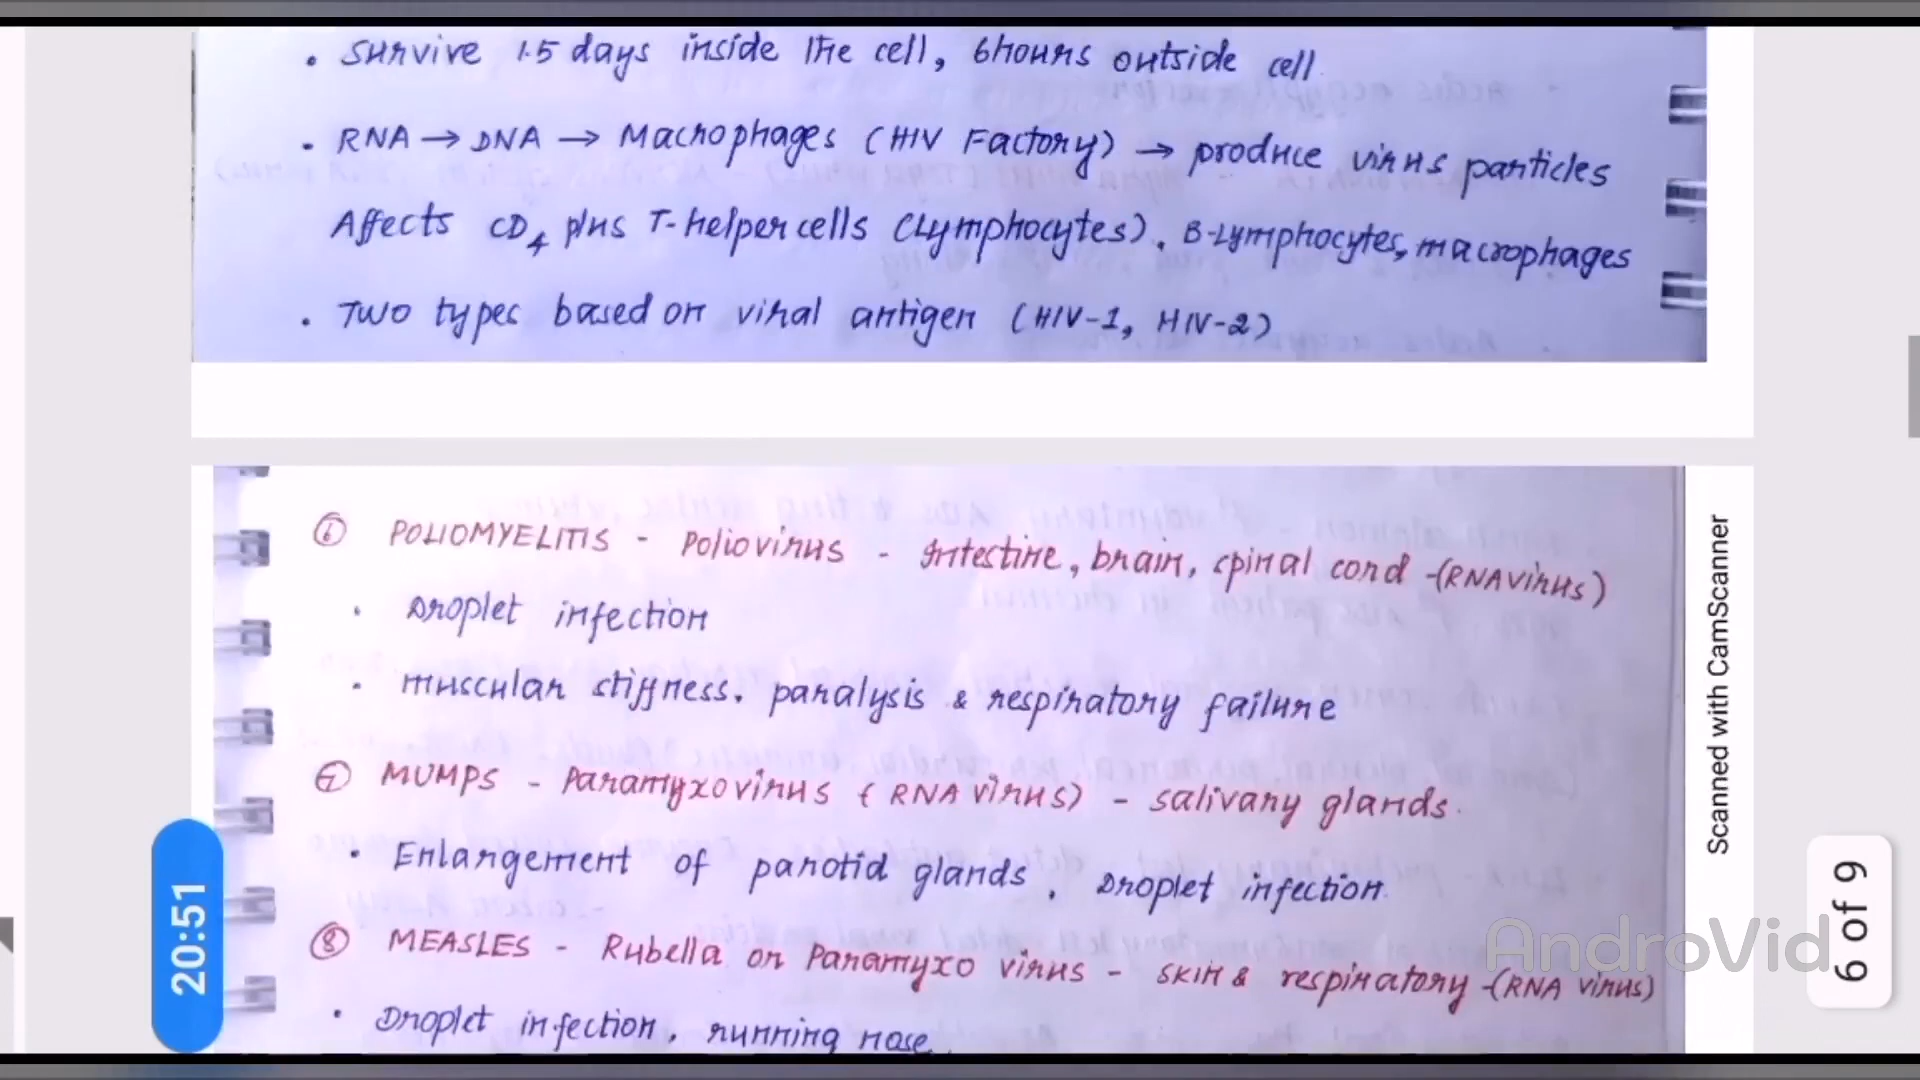 . Survive 1.5 days inside the cell, 6hours outside cell
. RNA → DNA → Macrophages (HIV Factory) → produce virus particles
Affects CD4 plus T-helper cells (Lymphocytes), B-Lymphocytes, macrophages
. Two types based on viral antigen (HIV-1, HIV-2)
⑥ POLIOMYELITIS - Poliovirus - Intestine, brain, spinal cord -(RNA virus)
. Droplet infection
. muscular stiffness, paralysis & respiratory failure
⑦ MUMPS - Paramyxovirus (RNA virus) - salivary glands.
. Enlargement of parotid glands, Droplet infection.
⑧ MEASLES - Rubella or Paramyxo virus - skin & respiratory -(RNA virus)
. Droplet infection, running nose,
Scanned with CamScanner
20:51
6 of 9
AndroVid